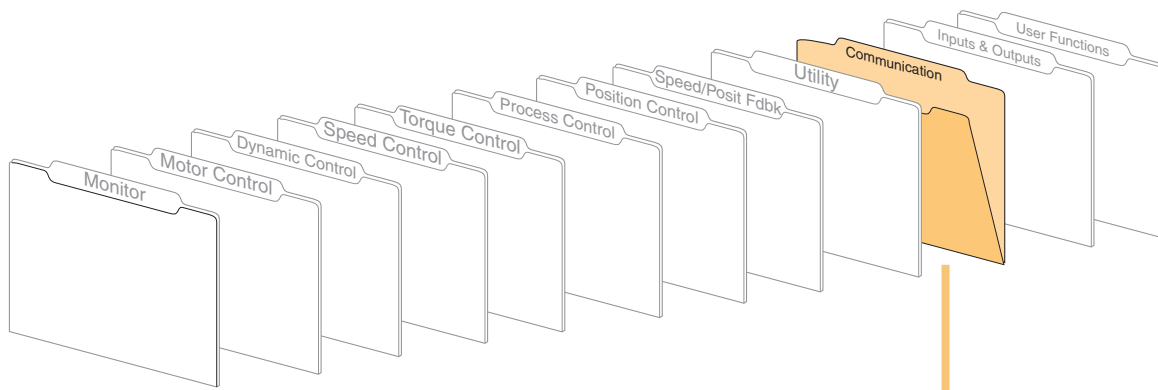 Monitor
Motor Control
Dynamic Control
Speed Control
Torque Control
Process Control
Position Control
Speed/Posit Fdbk
Utility
Communication
Inputs & Outputs
User Functions